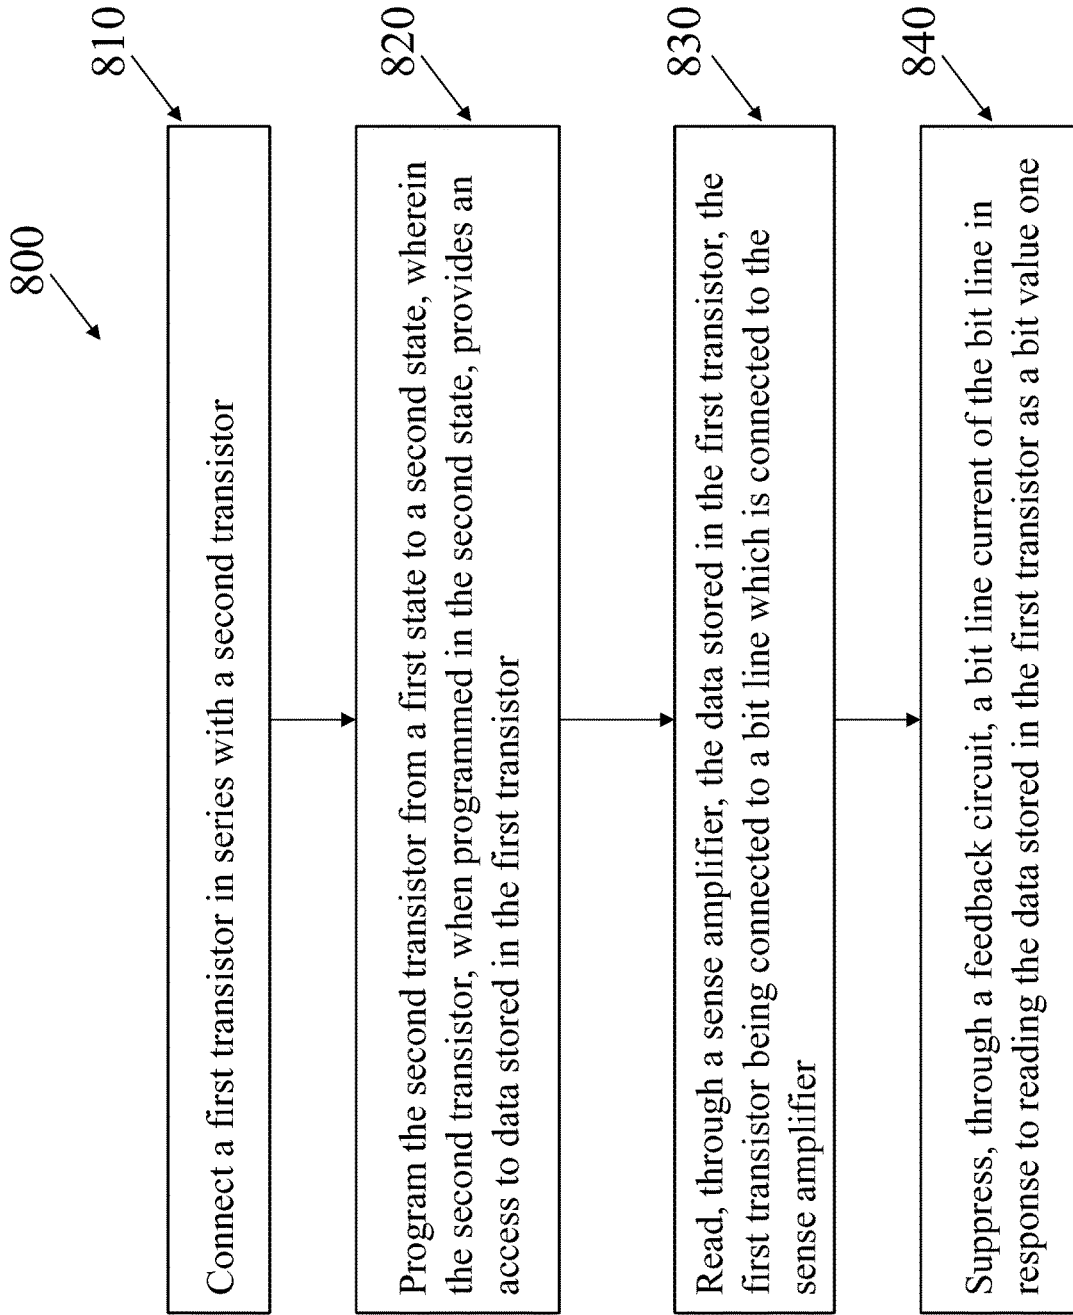 800
810
Connect a first transistor in series with a second transistor
820
Program the second transistor from a first state to a second state, wherein
the second transistor, when programmed in the second state, provides an
access to data stored in the first transistor
830
Read, through a sense amplifier, the data stored in the first transistor, the
first transistor being connected to a bit line which is connected to the
sense amplifier
840
Suppress, through a feedback circuit, a bit line current of the bit line in
response to reading the data stored in the first transistor as a bit value one